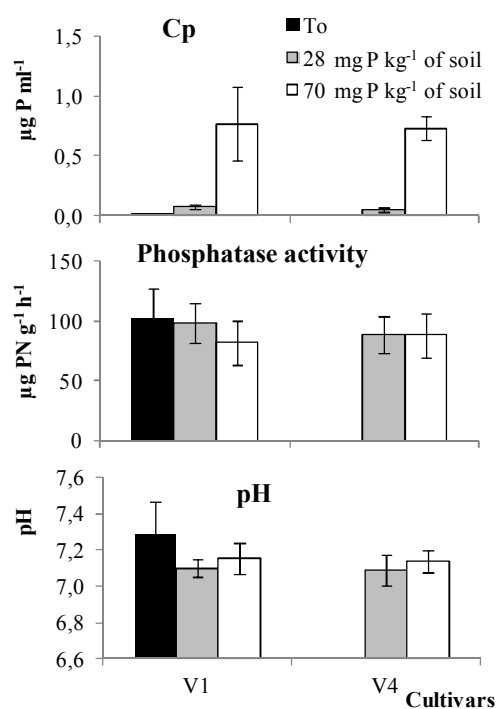 Cp
To
28 mg P kg⁻¹ of soil
70 mg P kg⁻¹ of soil
µg P ml⁻¹
1,5
1,0
0,5
0,0
Phosphatase activity
µg PN g⁻¹ h⁻¹
150
100
50
0
pH
pH
7,6
7,4
7,2
7,0
6,8
6,6
V1
V4
Cultivars